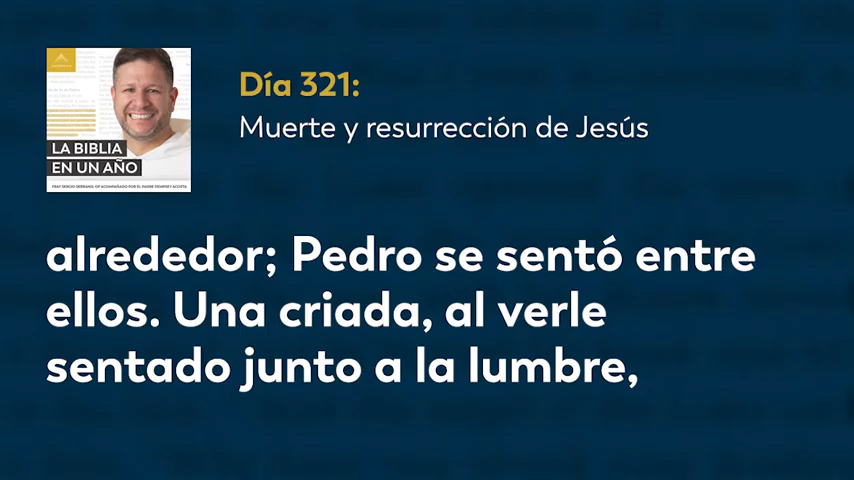 Día 321:
Muerte y resurrección de Jesús
LA BIBLIA
EN UN AÑO
alrededor; Pedro se sentó entre
ellos. Una criada, al verle
sentado junto a la lumbre,